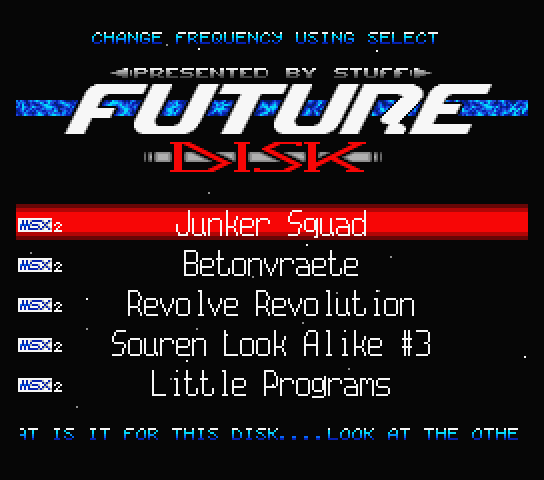 CHANGE FREQUENCY USING SELECT
PRESENTED BY STUFF!
FUTURE
DISK
MSX2 Junker Squad
MSX2 Betonvraete
MSX2 Revolve Revolution
MSX2 Souren Look Alike #3
MSX2 Little Programs
AT IS IT FOR THIS DISK....LOOK AT THE OTHE